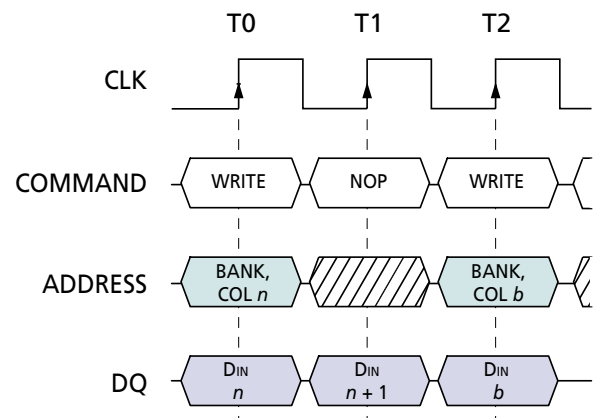 T0 T1 T2
CLK
COMMAND WRITE NOP WRITE
ADDRESS BANK, COL n BANK, COL b
DQ DIN n DIN n + 1 DIN b